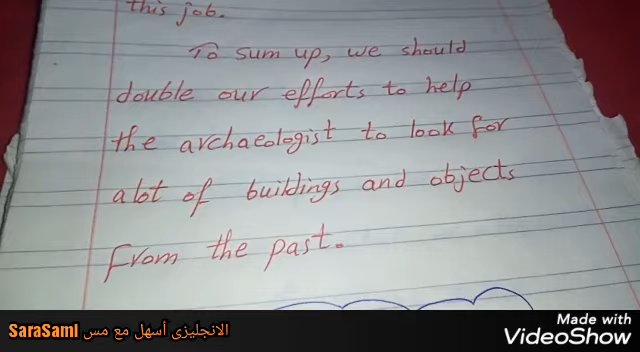 this job.
To sum up, we should
double our efforts to help
the archaeologist to look for
alot of buildings and objects
from the past.
الانجليزى أسهل مع مس SaraSamI
Made with
VideoShow